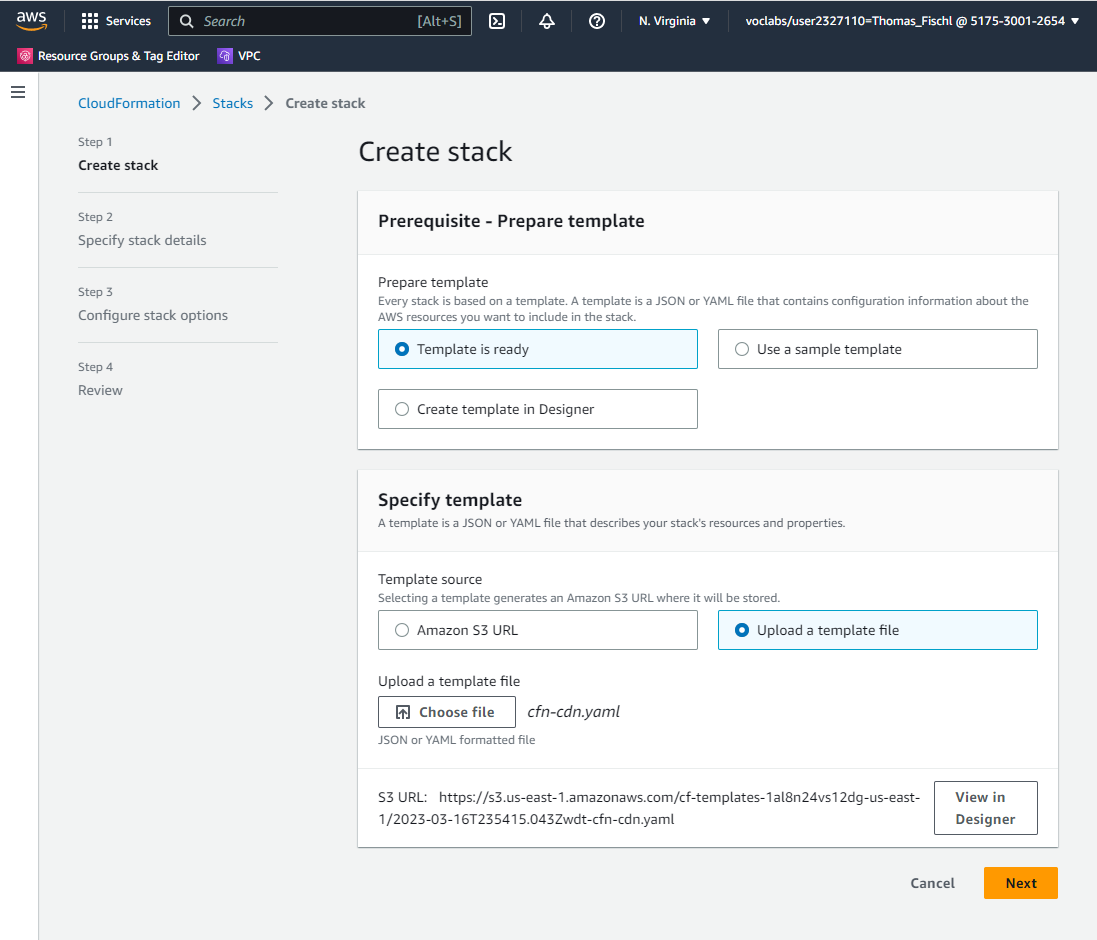 aws
Services
Search [Alt+S]
N. Virginia
voclabs/user2327110=Thomas_Fischl @ 5175-3001-2654
Resource Groups & Tag Editor
VPC
CloudFormation
Stacks
Create stack
Step 1
Create stack
Step 2
Specify stack details
Step 3
Configure stack options
Step 4
Review
Create stack
Prerequisite - Prepare template
Prepare template
Every stack is based on a template. A template is a JSON or YAML file that contains configuration information about the
AWS resources you want to include in the stack.
Template is ready
Use a sample template
Create template in Designer
Specify template
A template is a JSON or YAML file that describes your stack's resources and properties.
Template source
Selecting a template generates an Amazon S3 URL where it will be stored.
Amazon S3 URL
Upload a template file
Upload a template file
Choose file
cfn-cdn.yaml
JSON or YAML formatted file
S3 URL: https://s3.us-east-1.amazonaws.com/cf-templates-1al8n24vs12dg-us-east-
1/2023-03-16T235415.043Zwdt-cfn-cdn.yaml
View in
Designer
Cancel
Next